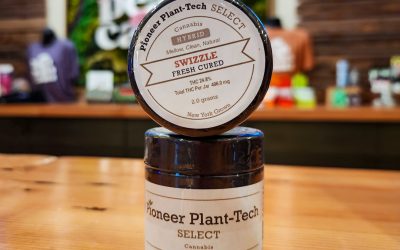 Pioneer Plant-Tech SELECT
Cannabis
HYBRID
Mellow, Clean, Natural
SWIZZLE
FRESH CURED
THC 24.8%
Total THC Per Jar 496.0 mg
2.0 grams
New York Grown
Pioneer Plant-Tech
SELECT
Cannabis